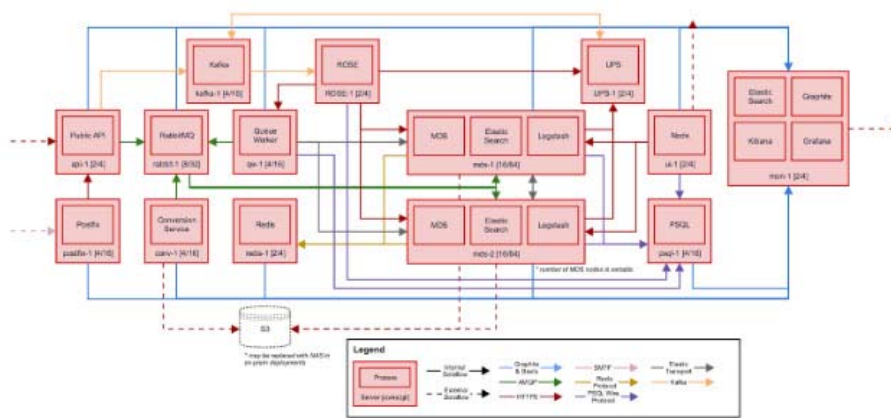 Kafka
kafka-1 [4/16]
ROSE
ROSE-1 [2/4]
UPS
UPS-1 [2/4]
Elastic
Search
Graphite
Kibana
Grafana
mon-1 [2/4]
Public API
api-1 [2/4]
RabbitMQ
rabbit-1 [8/32]
Queue
Worker
qw-1 [4/16]
MDS
Elastic
Search
Logstash
mds-1 [16/64]
Node
ui-1 [2/4]
Postfix
postfix-1 [4/16]
Conversion
Service
conv-1 [4/16]
Redis
redis-1 [2/4]
MDS
Elastic
Search
Logstash
mds-2 [16/64]
PSQL
psql-1 [4/16]
* number of MDS nodes is variable
S3
* may be replaced with NAS in
on-prem deployments
Legend
Process
Server [cores/gb]
Internal
Dataflow
External
Dataflow
Graphite
& Beats
AMQP
HTTPS
SMTP
Redis
Protocol
PSQL Wire
Protocol
Elastic
Transport
Kafka